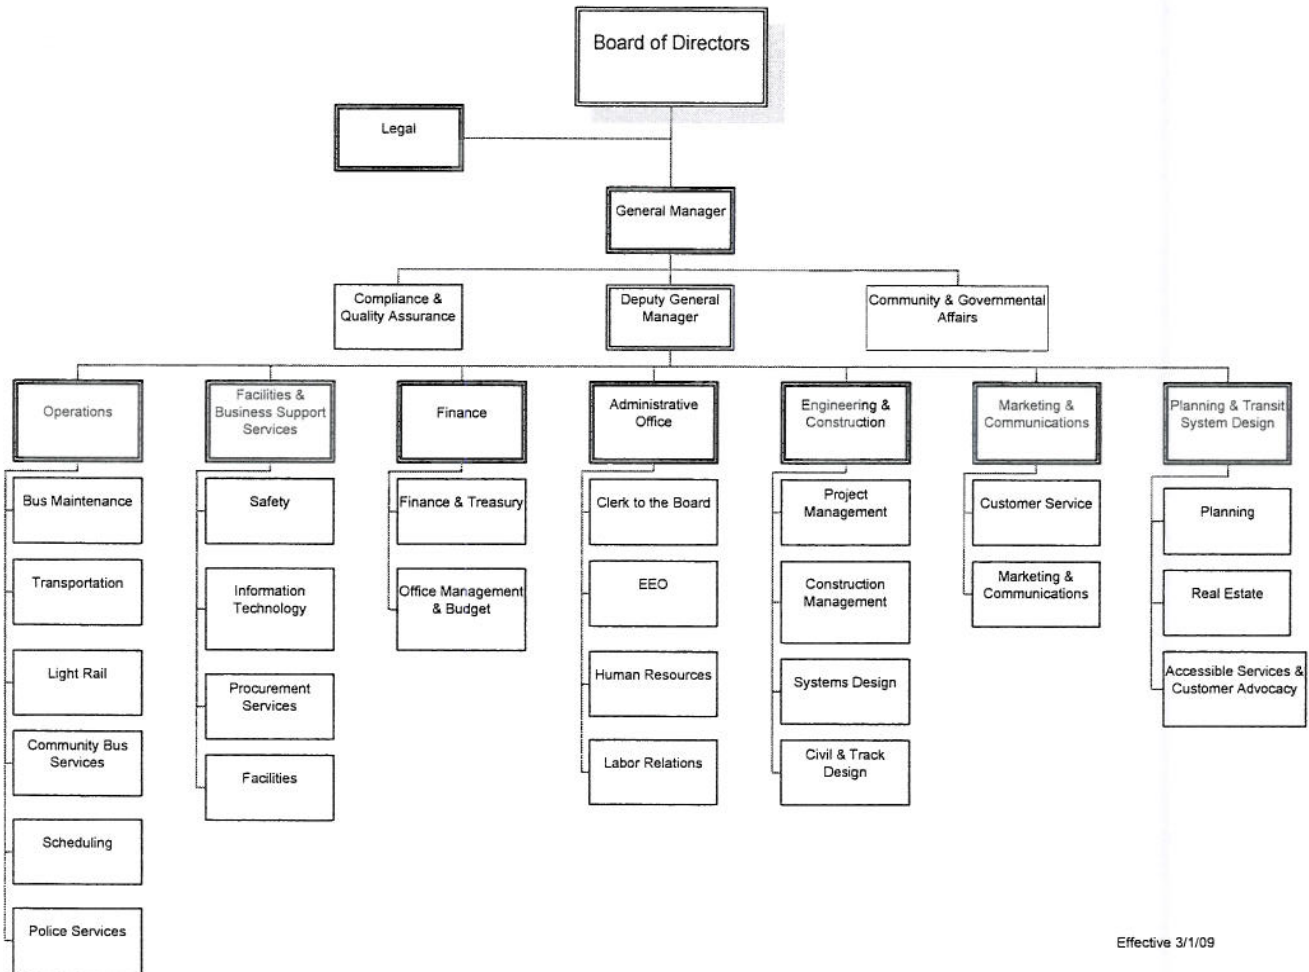 Board of Directors
Legal
General Manager
Compliance &
Quality Assurance
Deputy General
Manager
Community & Governmental
Affairs
Operations
Facilities &
Business Support
Services
Finance
Administrative
Office
Engineering &
Construction
Marketing &
Communications
Planning & Transit
System Design
Bus Maintenance
Transportation
Light Rail
Community Bus
Services
Scheduling
Police Services
Safety
Information
Technology
Procurement
Services
Facilities
Finance & Treasury
Office Management
& Budget
Clerk to the Board
EEO
Human Resources
Labor Relations
Project
Management
Construction
Management
Systems Design
Civil & Track
Design
Customer Service
Marketing &
Communications
Planning
Real Estate
Accessible Services &
Customer Advocacy
Effective 3/1/09